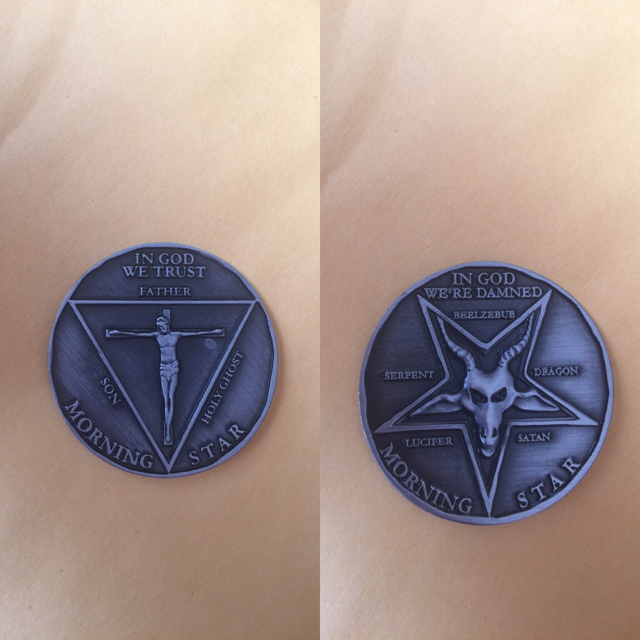 IN GOD
WE TRUST
FATHER
SON
HOLY GHOST
MORNING STAR
IN GOD
WE'RE DAMNED
BEELZEBUB
SERPENT
DRAGON
LUCIFER
SATAN
MORNING STAR